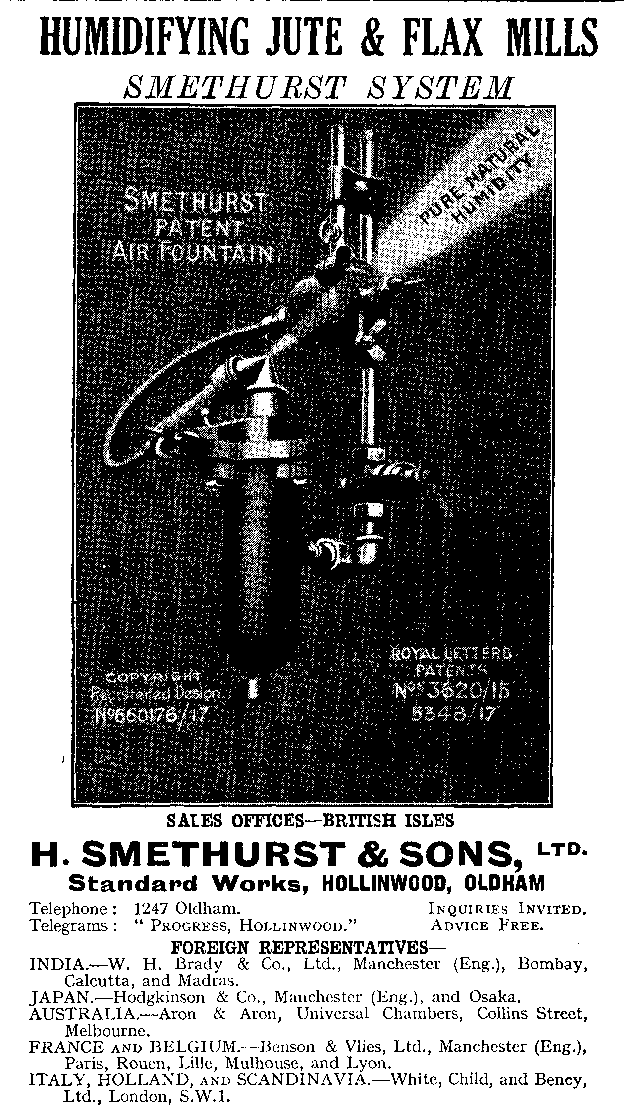 HUMIDIFYING JUTE & FLAX MILLS
SMETHURST SYSTEM
PURE NATURAL
HUMIDITY
SMETHURST
PATENT
AIR FOUNTAIN
ROYAL LETTERS
PATENTS
Nos 3620/15
5348/17
COPYRIGHT
Registered Design
No 660176/17
SALES OFFICES—BRITISH ISLES
H. SMETHURST & SONS, LTD.
Standard Works, HOLLINWOOD, OLDHAM
Telephone: 1247 Oldham. INQUIRIES INVITED.
Telegrams: "PROGRESS, HOLLINWOOD." ADVICE FREE.
FOREIGN REPRESENTATIVES—
INDIA.—W. H. Brady & Co., Ltd., Manchester (Eng.), Bombay,
Calcutta, and Madras.
JAPAN.—Hodgkinson & Co., Manchester (Eng.), and Osaka.
AUSTRALIA.—Aron & Aron, Universal Chambers, Collins Street,
Melbourne.
FRANCE AND BELGIUM.—Benson & Vlies, Ltd., Manchester (Eng.),
Paris, Rouen, Lille, Mulhouse, and Lyon.
ITALY, HOLLAND, AND SCANDINAVIA.—White, Child, and Beney,
Ltd., London, S.W.1.